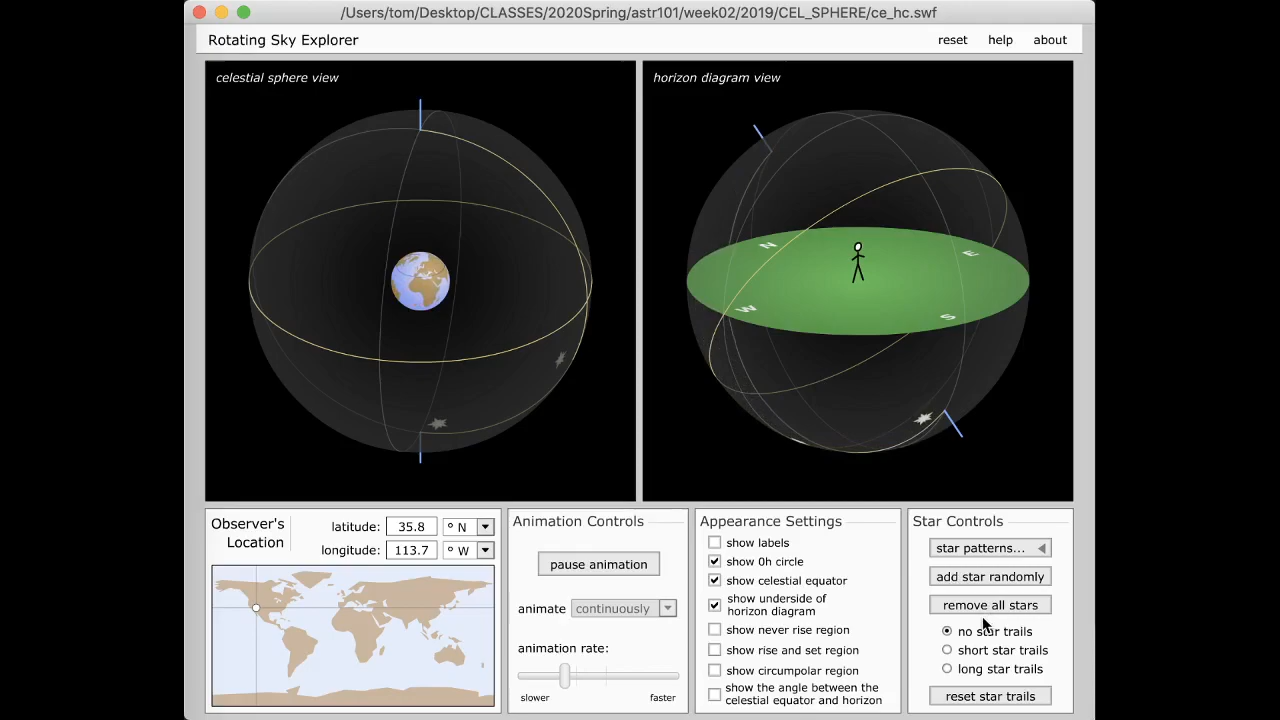 /Users/tom/Desktop/CLASSES/2020Spring/astr101/week02/2019/CEL_SPHERE/ce_hc.swf
Rotating Sky Explorer
reset help about
celestial sphere view
horizon diagram view
N
E
W
S
Observer's
Location
latitude: 35.8 ° N
longitude: 113.7 ° W
Animation Controls
pause animation
animate continuously
animation rate:
slower faster
Appearance Settings
show labels
show 0h circle
show celestial equator
show underside of
horizon diagram
show never rise region
show rise and set region
show circumpolar region
show the angle between the
celestial equator and horizon
Star Controls
star patterns...
add star randomly
remove all stars
no star trails
short star trails
long star trails
reset star trails